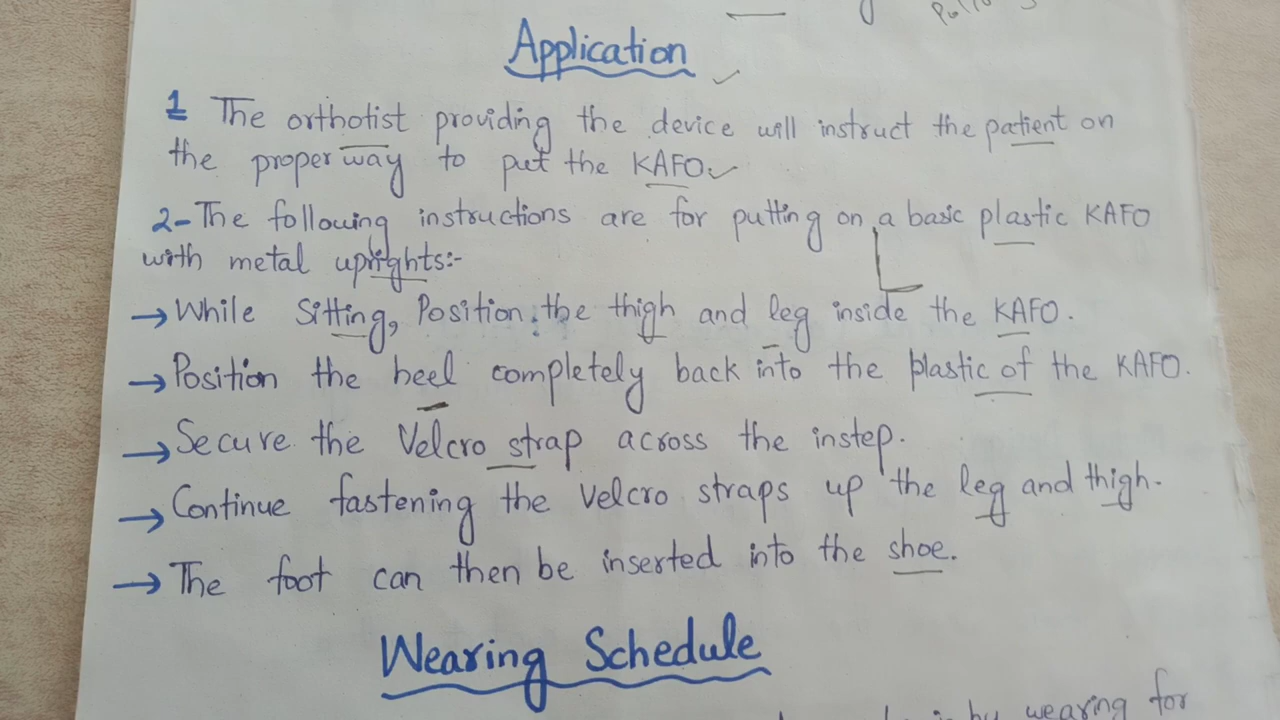 Application
1 The orthotist providing the device will instruct the patient on
the proper way to put the KAFO.
2- The following instructions are for putting on a basic plastic KAFO
with metal uprights:-
→ While Sitting, Position the thigh and leg inside the KAFO.
→ Position the heel completely back into the plastic of the KAFO.
→ Secure the Velcro strap across the instep.
→ Continue fastening the Velcro straps up the leg and thigh.
→ The foot can then be inserted into the shoe.
Wearing Schedule
by wearing for